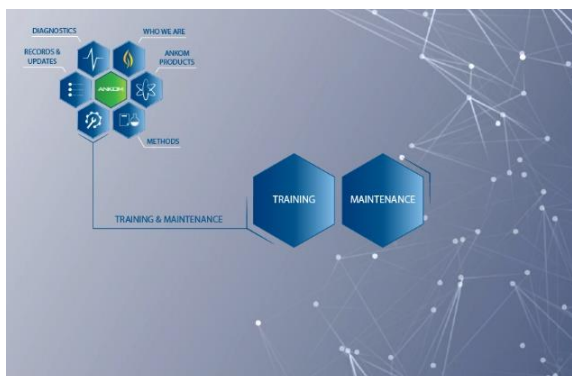 DIAGNOSTICS
WHO WE ARE
RECORDS &
UPDATES
ANKOM
PRODUCTS
ANKOM
METHODS
TRAINING & MAINTENANCE
TRAINING
MAINTENANCE